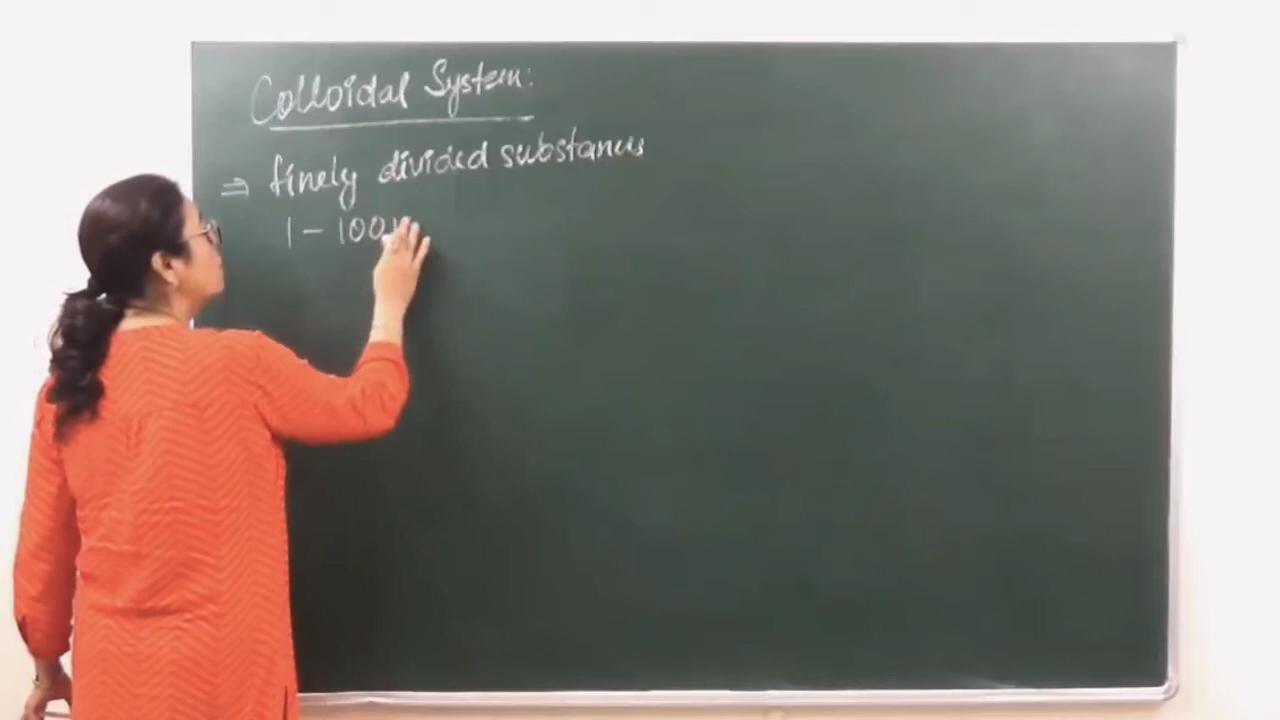 Colloidal System:
⇒ finely divided substances
1 - 100